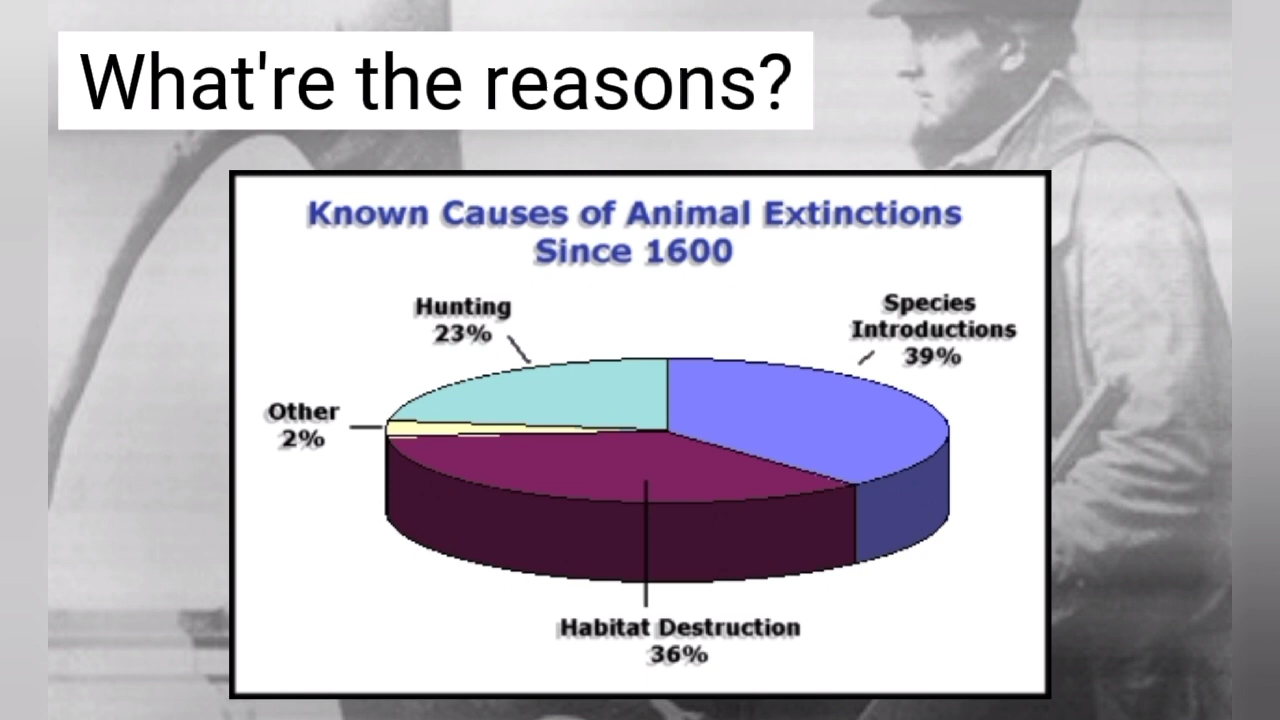 What're the reasons?
Known Causes of Animal Extinctions
Since 1600
Hunting
23%
Species
Introductions
39%
Other
2%
Habitat Destruction
36%